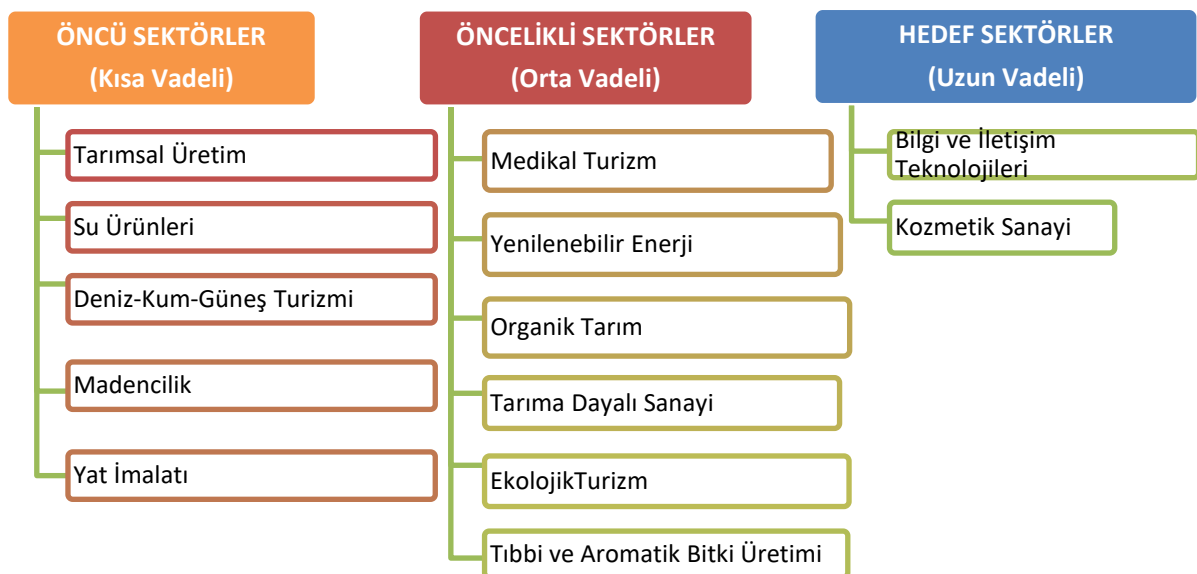 ÖNCÜ SEKTÖRLER
(Kısa Vadeli)
Tarımsal Üretim
Su Ürünleri
Deniz-Kum-Güneş Turizmi
Madencilik
Yat İmalatı
ÖNCELİKLİ SEKTÖRLER
(Orta Vadeli)
Medikal Turizm
Yenilenebilir Enerji
Organik Tarım
Tarıma Dayalı Sanayi
EkolojikTurizm
Tıbbi ve Aromatik Bitki Üretimi
HEDEF SEKTÖRLER
(Uzun Vadeli)
Bilgi ve İletişim
Teknolojileri
Kozmetik Sanayi